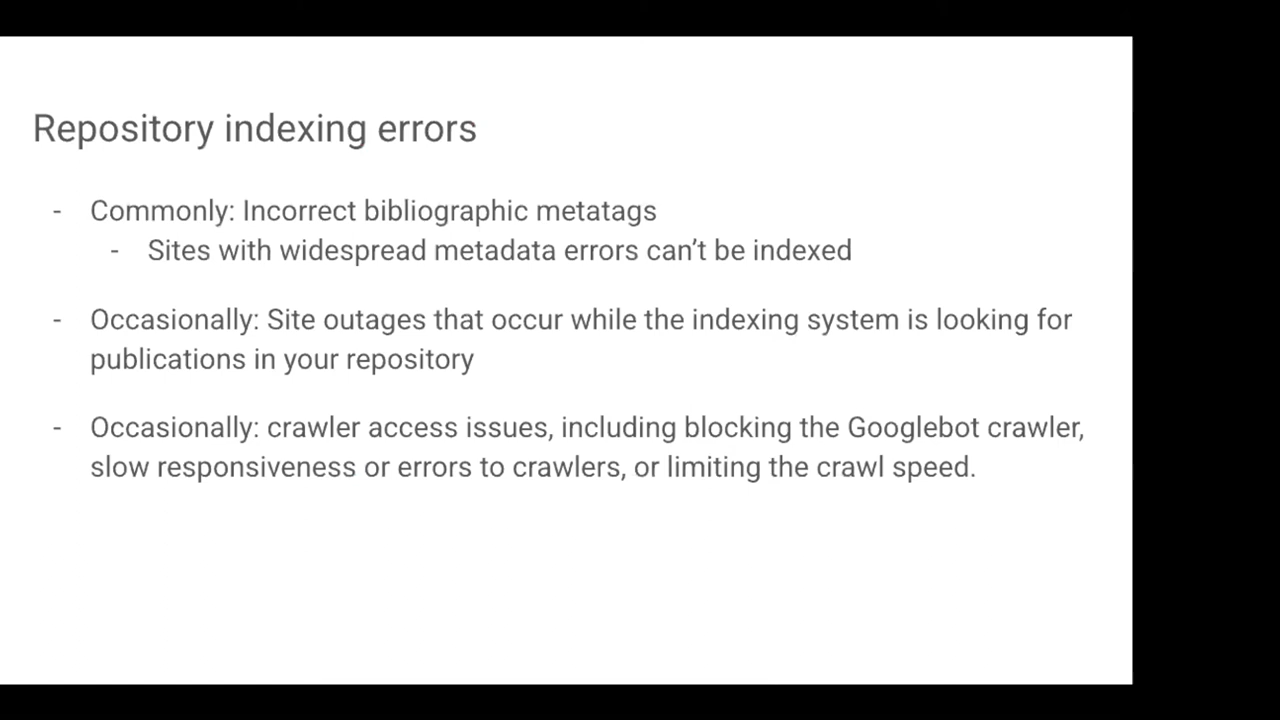 Repository indexing errors
- Commonly: Incorrect bibliographic metatags
- Sites with widespread metadata errors can’t be indexed
- Occasionally: Site outages that occur while the indexing system is looking for
publications in your repository
- Occasionally: crawler access issues, including blocking the Googlebot crawler,
slow responsiveness or errors to crawlers, or limiting the crawl speed.